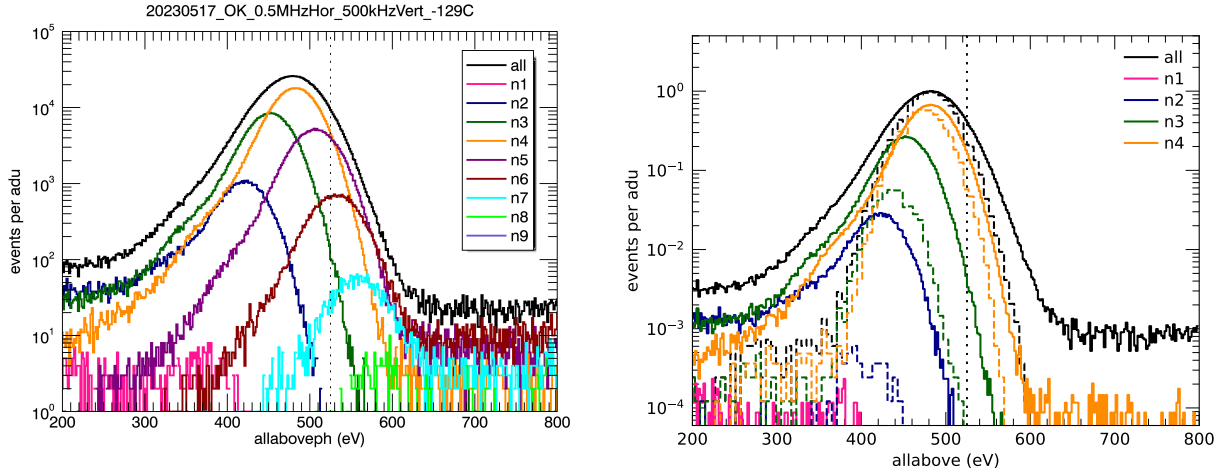 20230517_OK_0.5MHzHor_500kHzVert_-129C
events per adu
10^5
10^4
10^3
10^2
10^1
10^0
all
n1
n2
n3
n4
n5
n6
n7
n8
n9
200 300 400 500 600 700 800
allaboveph (eV)
events per adu
10^0
10^−1
10^−2
10^−3
10^−4
all
n1
n2
n3
n4
200 300 400 500 600 700 800
allabove (eV)